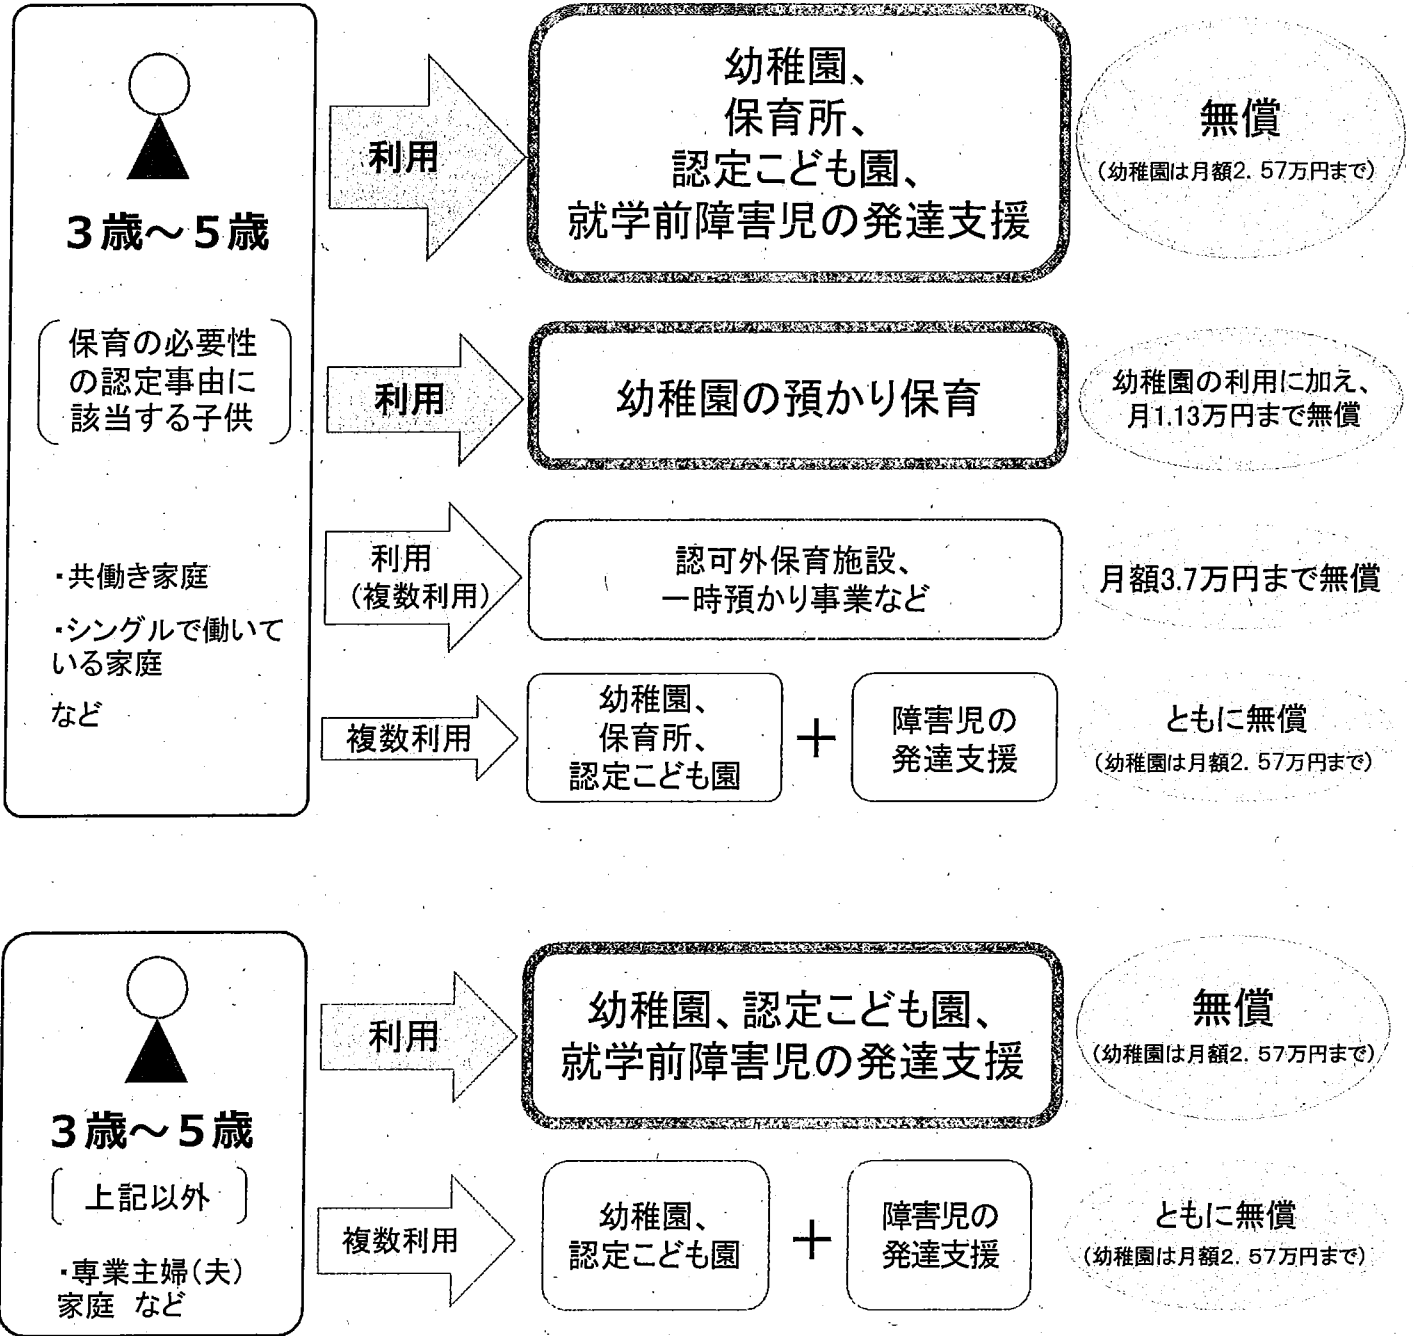 3歳～5歳
保育の必要性
の認定事由に
該当する子供
・共働き家庭
・シングルで働いて
いる家庭
など
利用
幼稚園、
保育所、
認定こども園、
就学前障害児の発達支援
無償
(幼稚園は月額2.57万円まで)
利用
幼稚園の預かり保育
幼稚園の利用に加え、
月1.13万円まで無償
利用
(複数利用)
認可外保育施設、
一時預かり事業など
月額3.7万円まで無償
複数利用
幼稚園、
保育所、
認定こども園
＋
障害児の
発達支援
ともに無償
(幼稚園は月額2.57万円まで)
3歳～5歳
上記以外
・専業主婦(夫)
家庭 など
利用
幼稚園、認定こども園、
就学前障害児の発達支援
無償
(幼稚園は月額2.57万円まで)
複数利用
幼稚園、
認定こども園
＋
障害児の
発達支援
ともに無償
(幼稚園は月額2.57万円まで)